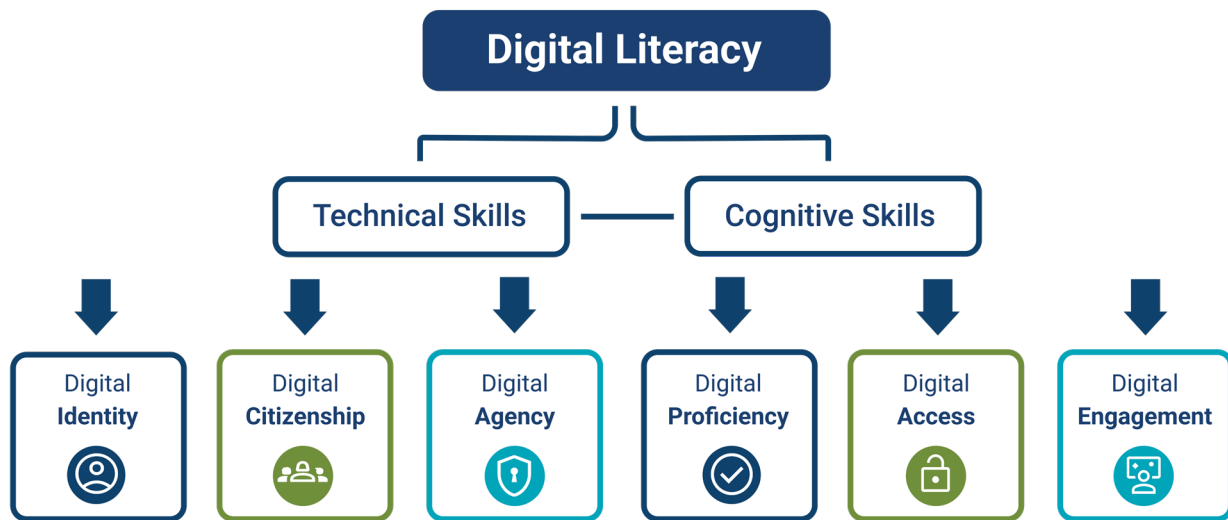 Digital Literacy
Technical Skills
Cognitive Skills
Digital
Identity
Digital
Citizenship
Digital
Agency
Digital
Proficiency
Digital
Access
Digital
Engagement